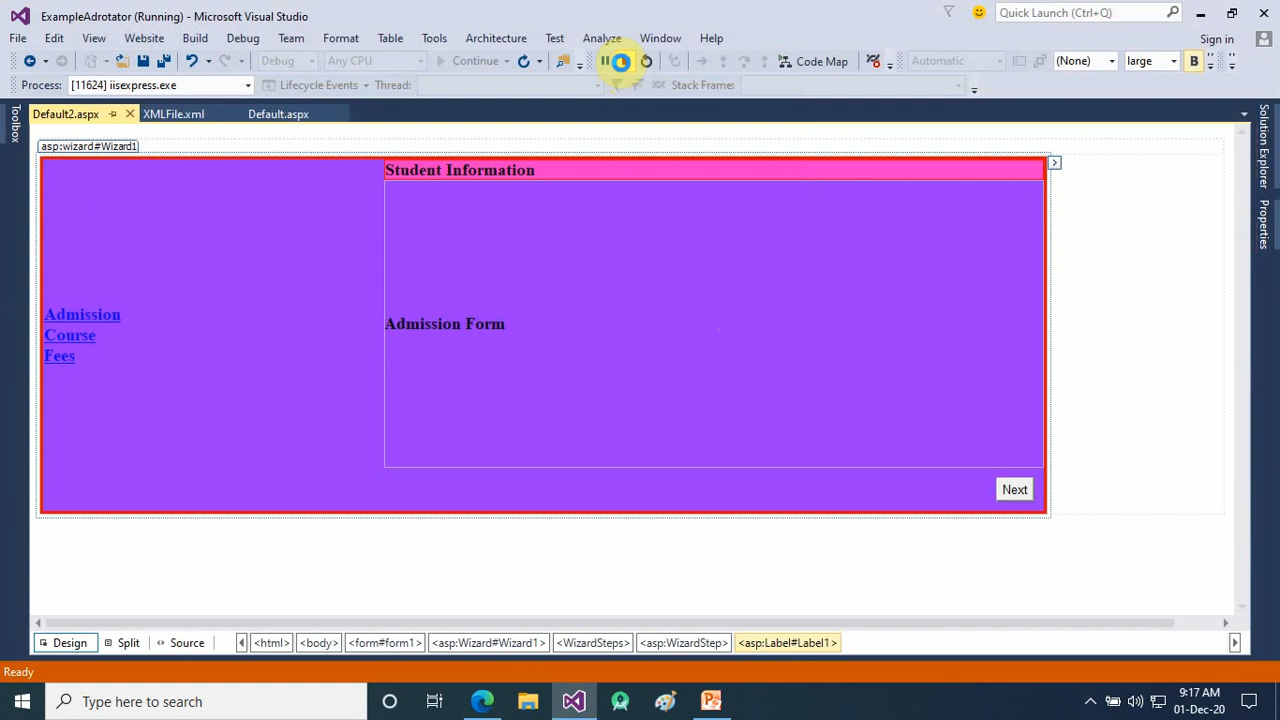 ExampleAdrotator (Running) - Microsoft Visual Studio
Quick Launch (Ctrl+Q)
File Edit View Website Build Debug Team Format Table Tools Architecture Test Analyze Window Help
Sign in
Debug Any CPU Continue Code Map Automatic (None) large B
Process: [11624] iisexpress.exe Lifecycle Events Thread: Stack Frame:
Default2.aspx XMLFile.xml Default.aspx
Toolbox
Solution Explorer
Properties
asp:wizard#Wizard1
Student Information
Admission
Course
Fees
Admission Form
Next
Design Split Source <html> <body> <form#form1> <asp:Wizard#Wizard1> <WizardSteps> <asp:WizardStep> <asp:Label#Label1>
Ready
Type here to search
9:17 AM
01-Dec-20